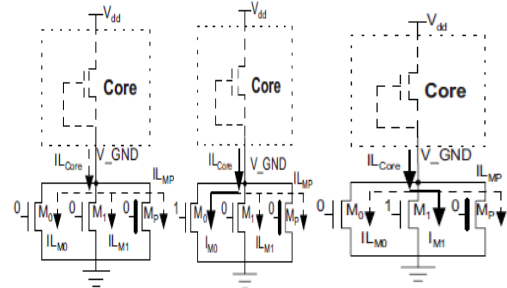 Vdd Vdd Vdd
Core Core Core
ILCore V_GND ILMP ILCore V_GND ILMP ILCore V_GND ILMP
0 M0 0 M1 0 MP 1 M0 0 M1 0 MP 0 M0 1 M1 0 MP
ILM0 ILM1 IM0 ILM1 ILM0 IM1